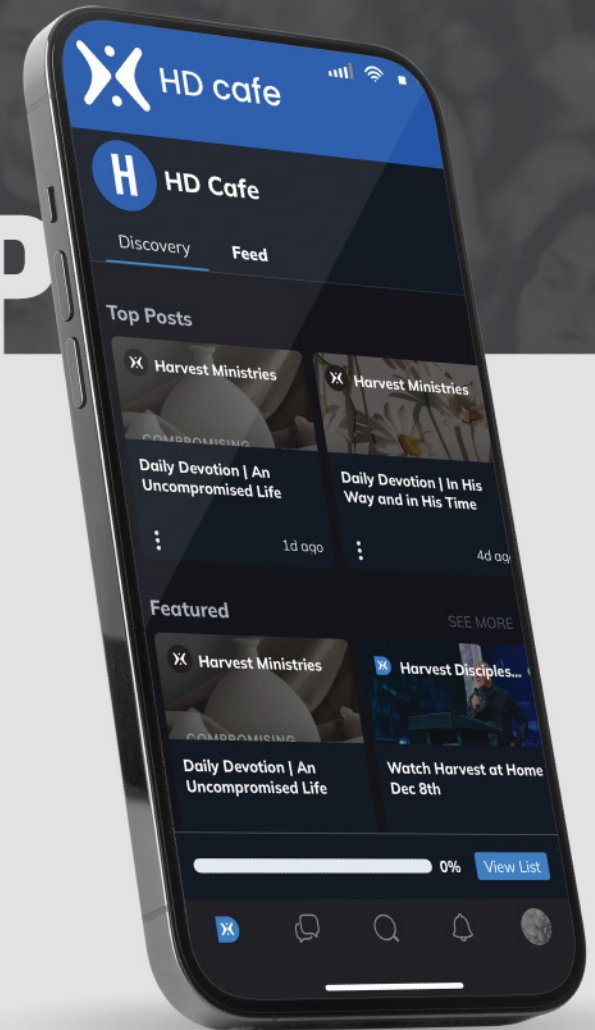 P
HD cafe
H
HD Cafe
Discovery Feed
Top Posts
Harvest Ministries
Harvest Ministries
COMPROMISING
Daily Devotion | An
Uncompromised Life
Daily Devotion | In His
Way and in His Time
1d ago
4d ago
Featured
SEE MORE
Harvest Ministries
Harvest Disciples...
COMPROMISING
Daily Devotion | An
Uncompromised Life
Watch Harvest at Home
Dec 8th
0% View List